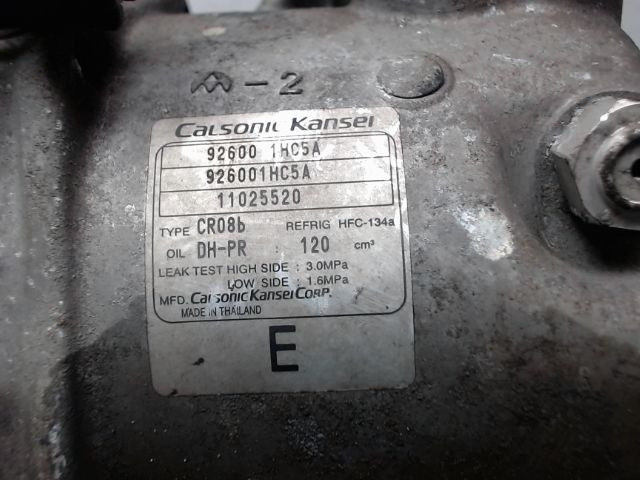 -2
Calsonic Kansei
92600 1HC5A
926001HC5A
11025520
TYPE CR08b REFRIG HFC-134a
OIL DH-PR : 120 cm³
LEAK TEST HIGH SIDE : 3.0MPa
LOW SIDE : 1.6MPa
MFD. Calsonic Kansei Corp.
MADE IN THAILAND
E